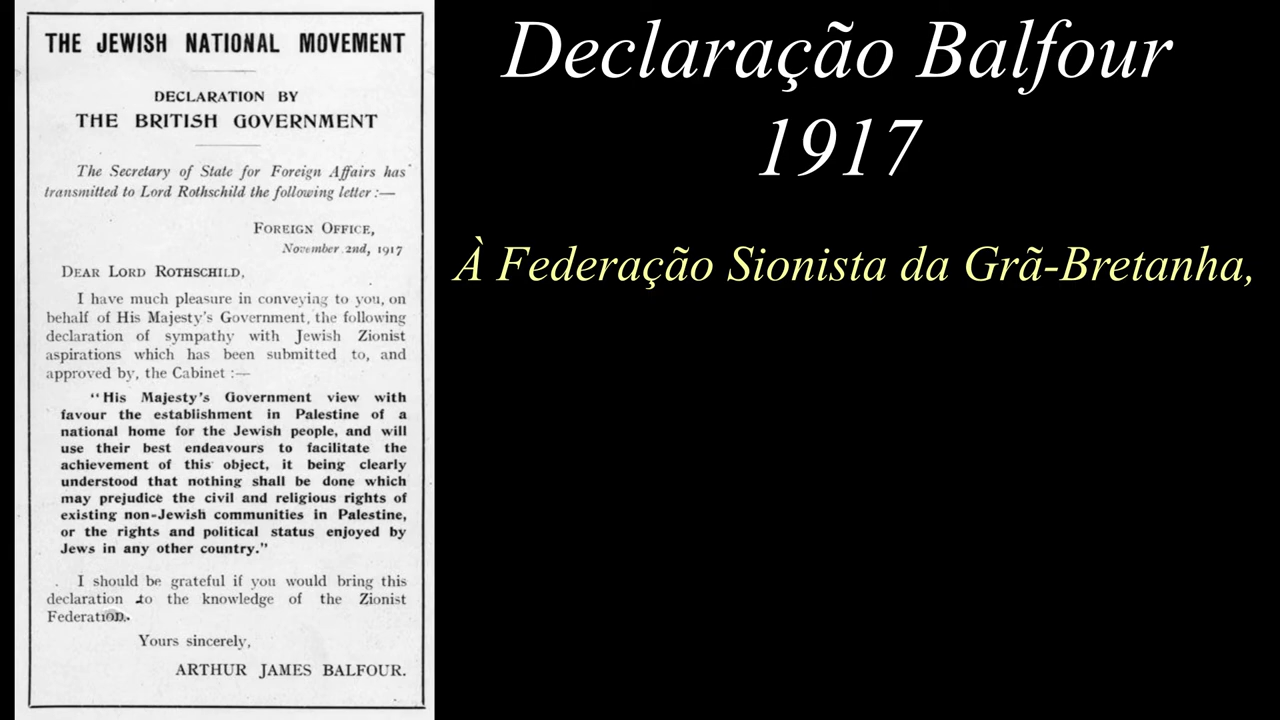 THE JEWISH NATIONAL MOVEMENT
DECLARATION BY
THE BRITISH GOVERNMENT
The Secretary of State for Foreign Affairs has
transmitted to Lord Rothschild the following letter:—
FOREIGN OFFICE,
November 2nd, 1917
DEAR LORD ROTHSCHILD,
I have much pleasure in conveying to you, on
behalf of His Majesty's Government, the following
declaration of sympathy with Jewish Zionist
aspirations which has been submitted to, and
approved by, the Cabinet :—
"His Majesty's Government view with
favour the establishment in Palestine of a
national home for the Jewish people, and will
use their best endeavours to facilitate the
achievement of this object, it being clearly
understood that nothing shall be done which
may prejudice the civil and religious rights of
existing non-Jewish communities in Palestine,
or the rights and political status enjoyed by
Jews in any other country."
I should be grateful if you would bring this
declaration to the knowledge of the Zionist
Federation.
Yours sincerely,
ARTHUR JAMES BALFOUR.
Declaração Balfour
1917
À Federação Sionista da Grã-Bretanha,